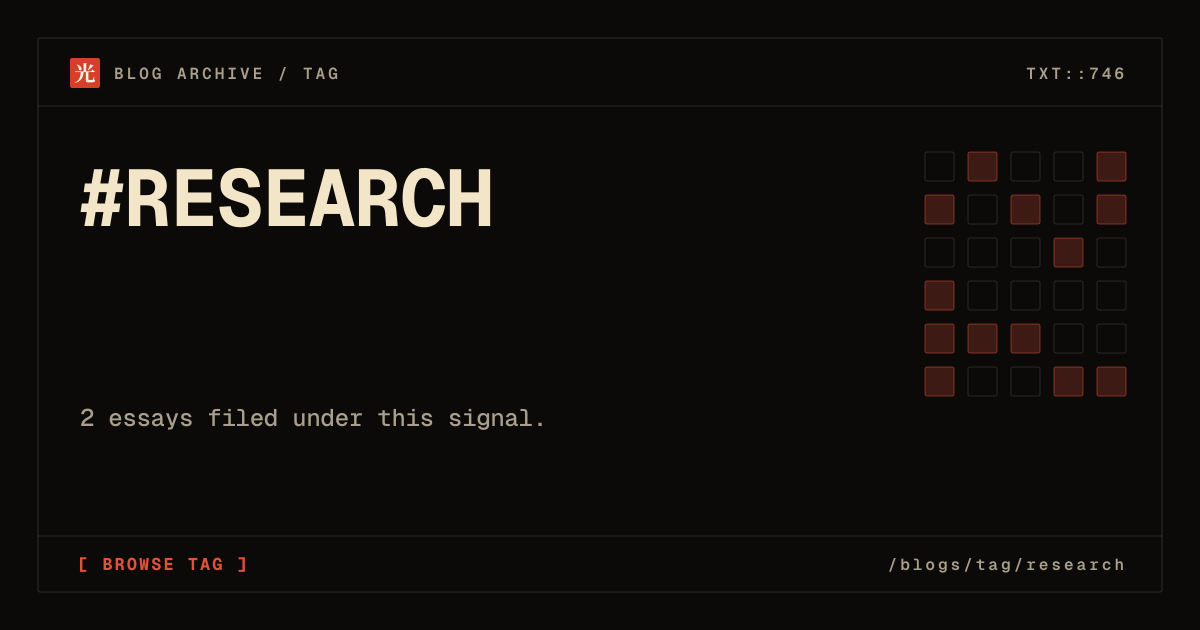 光 BLOG ARCHIVE / TAG
TXT::746
#RESEARCH
2 essays filed under this signal.
[ BROWSE TAG ]
/blogs/tag/research